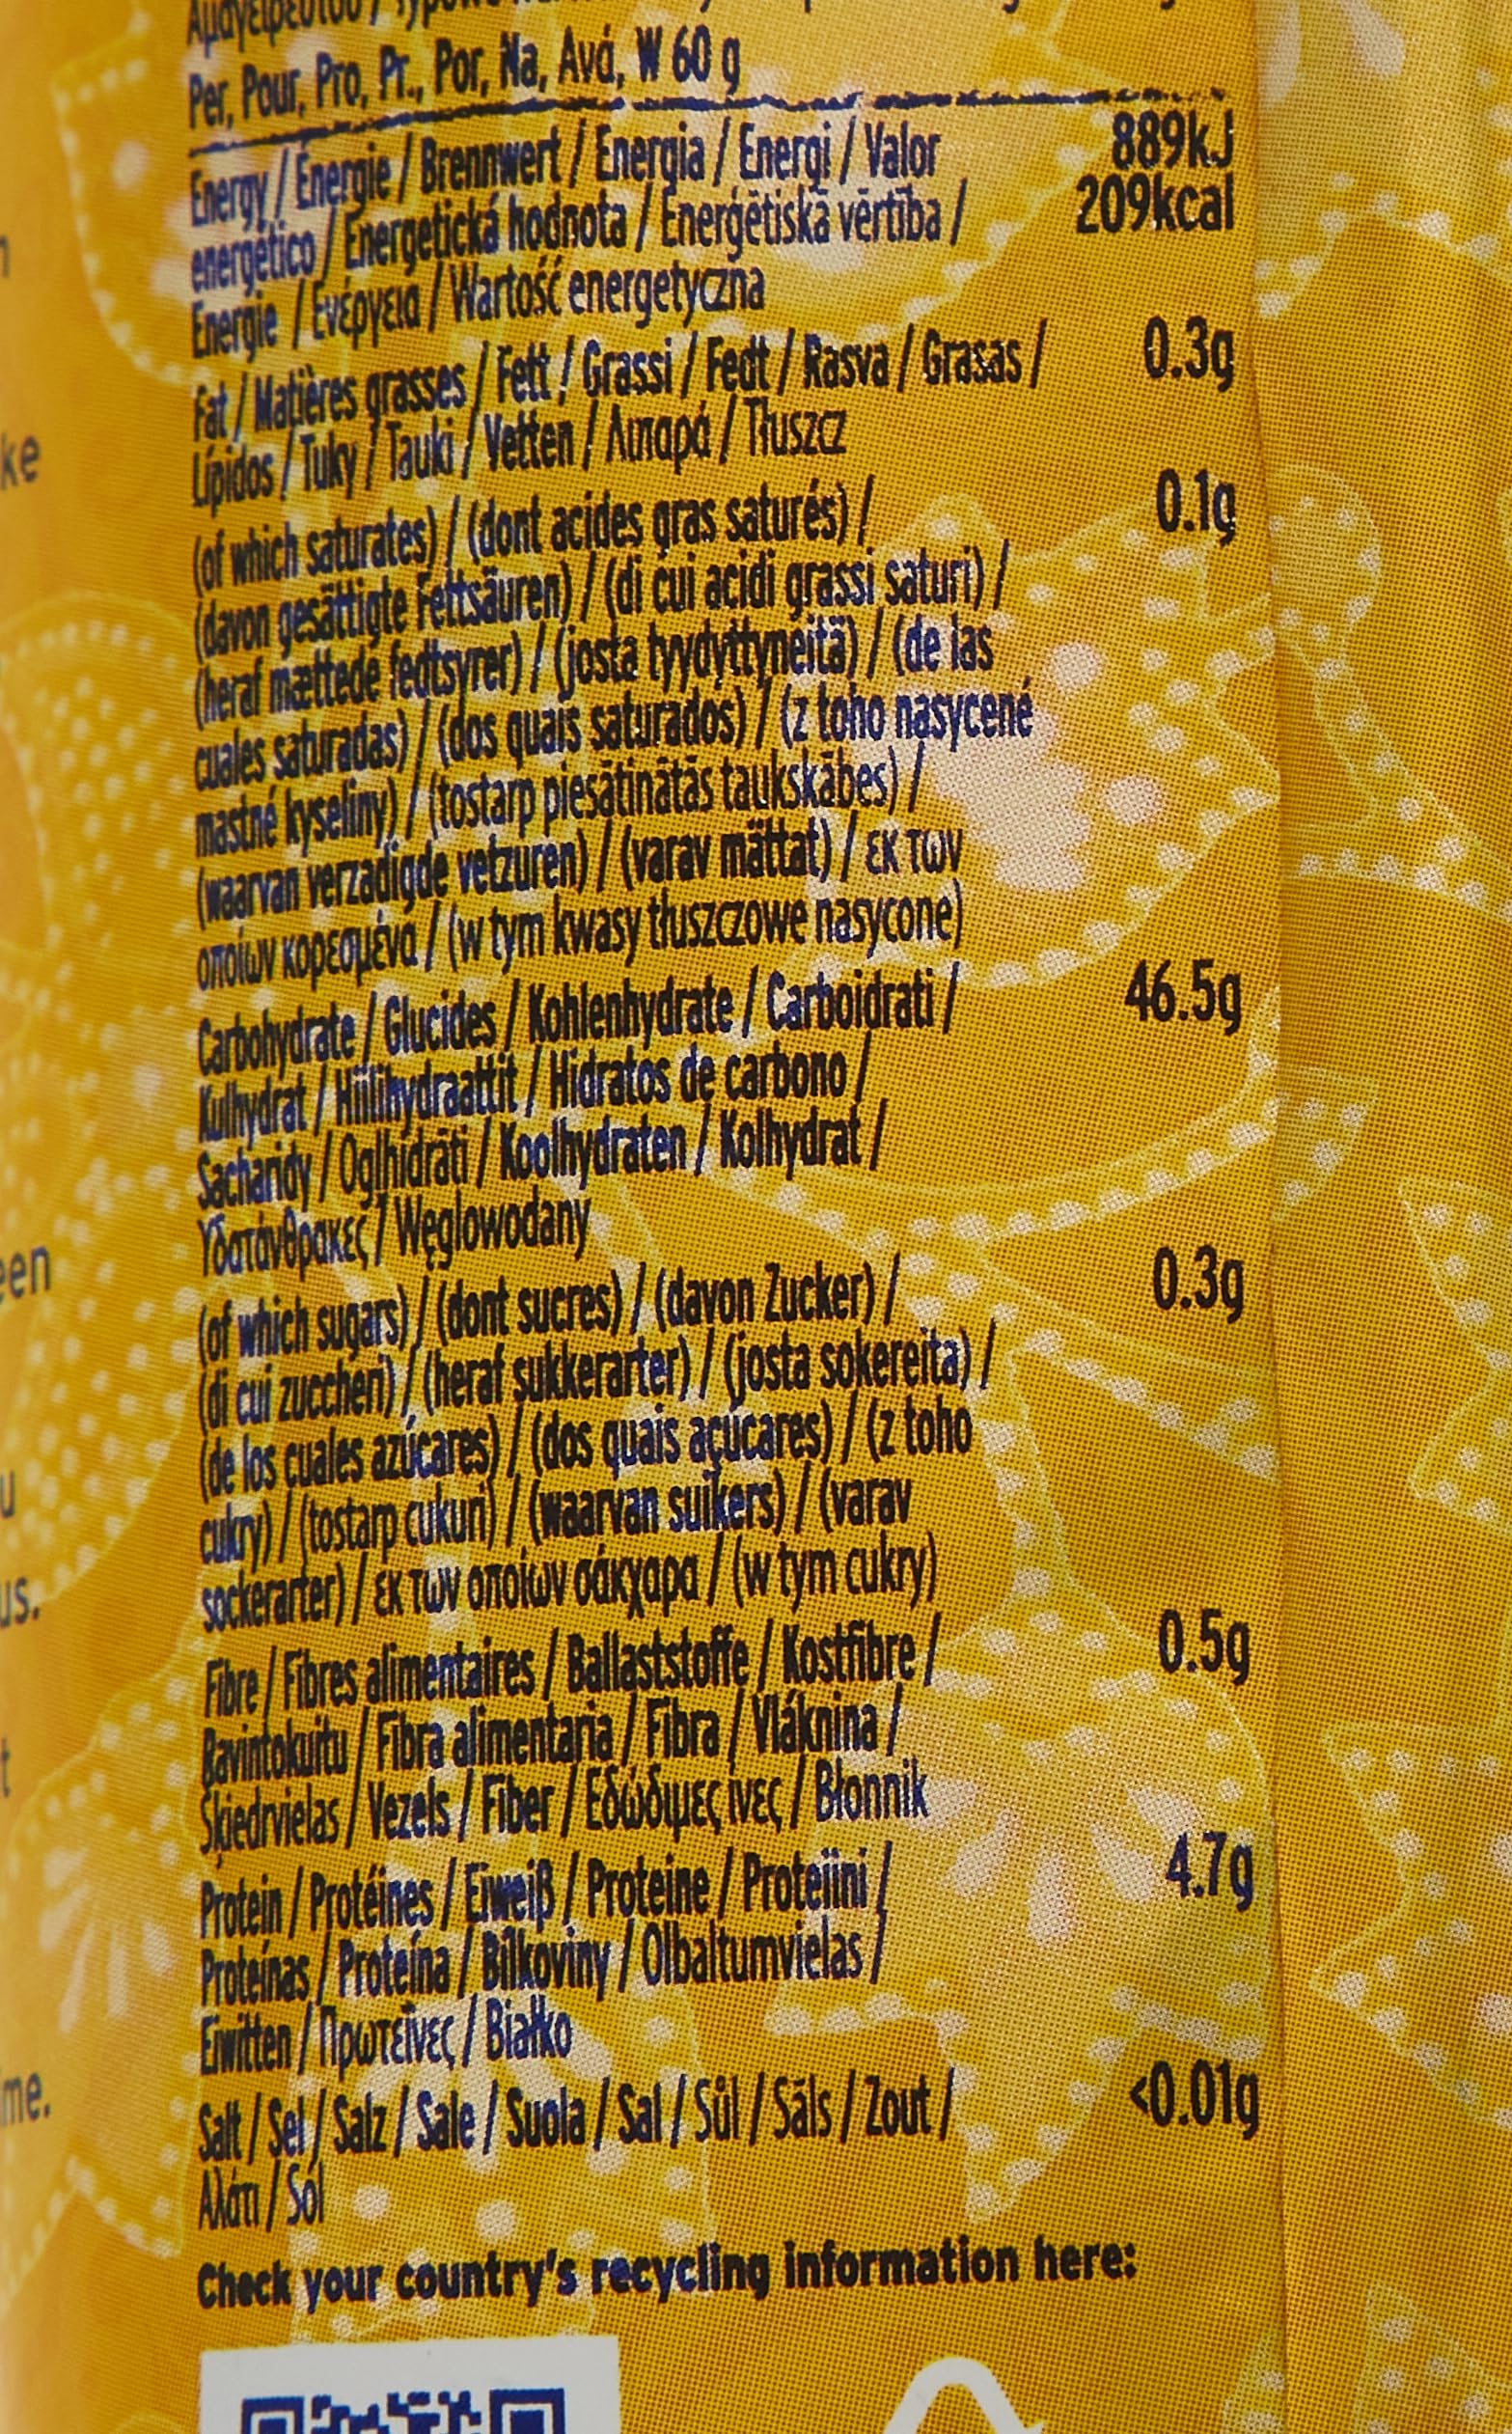 Per, Pour, Pro, Pr., Por, Na, Ανά, W 60 g
Energy / Énergie / Brennwert / Energia / Energi / Valor 889kJ
energético / Energetická hodnota / Enerģētiskā vērtība / 209kcal
Energie / Ενέργεια / Wartość energetyczna
Fat / Matières grasses / Fett / Grassi / Fedt / Rasva / Grasas / 0.3g
Lípidos / Tuky / Tauki / Vetten / Λιπαρά / Tłuszcz
(of which saturates) / (dont acides gras saturés) / 0.1g
(davon gesättigte Fettsäuren) / (di cui acidi grassi saturi) /
(heraf mættede fedtsyrer) / (josta tyydyttyneitä) / (de las
cuales saturadas) / (dos quais saturados) / (z toho nasycené
mastné kyseliny) / (tostarp piesātinātās taukskābes) /
(waarvan verzadigde vetzuren) / (varav mättat) / εκ των
οποίων κορεσμένα / (w tym kwasy tłuszczowe nasycone)
Carbohydrate / Glucides / Kohlenhydrate / Carboidrati / 46.5g
Kulhydrat / Hiilihydraattit / Hidratos de carbono /
Sacharidy / Ogļhidrāti / Koolhydraten / Kolhydrat /
Υδατάνθρακες / Węglowodany
(of which sugars) / (dont sucres) / (davon Zucker) / 0.3g
(di cui zuccheri) / (heraf sukkerarter) / (josta sokereita) /
(de los cuales azúcares) / (dos quais açúcares) / (z toho
cukry) / (tostarp cukuri) / (waarvan suikers) / (varav
sockerarter) / εκ των οποίων σάκχαρα / (w tym cukry)
Fibre / Fibres alimentaires / Ballaststoffe / Kostfibre / 0.5g
Ravintokuitu / Fibra alimentaria / Fibra / Vláknina /
Šķiedrvielas / Vezels / Fiber / Εδώδιμες ίνες / Błonnik
Protein / Protéines / Eiweiß / Proteine / Proteiini / 4.7g
Proteínas / Proteína / Bílkoviny / Olbaltumvielas /
Eiwitten / Πρωτεΐνες / Białko
Salt / Sel / Salz / Sale / Suola / Sal / Sůl / Sāls / Zout / <0.01g
Αλάτι / Sól
Check your country's recycling information here:
ke
een
us.
me.